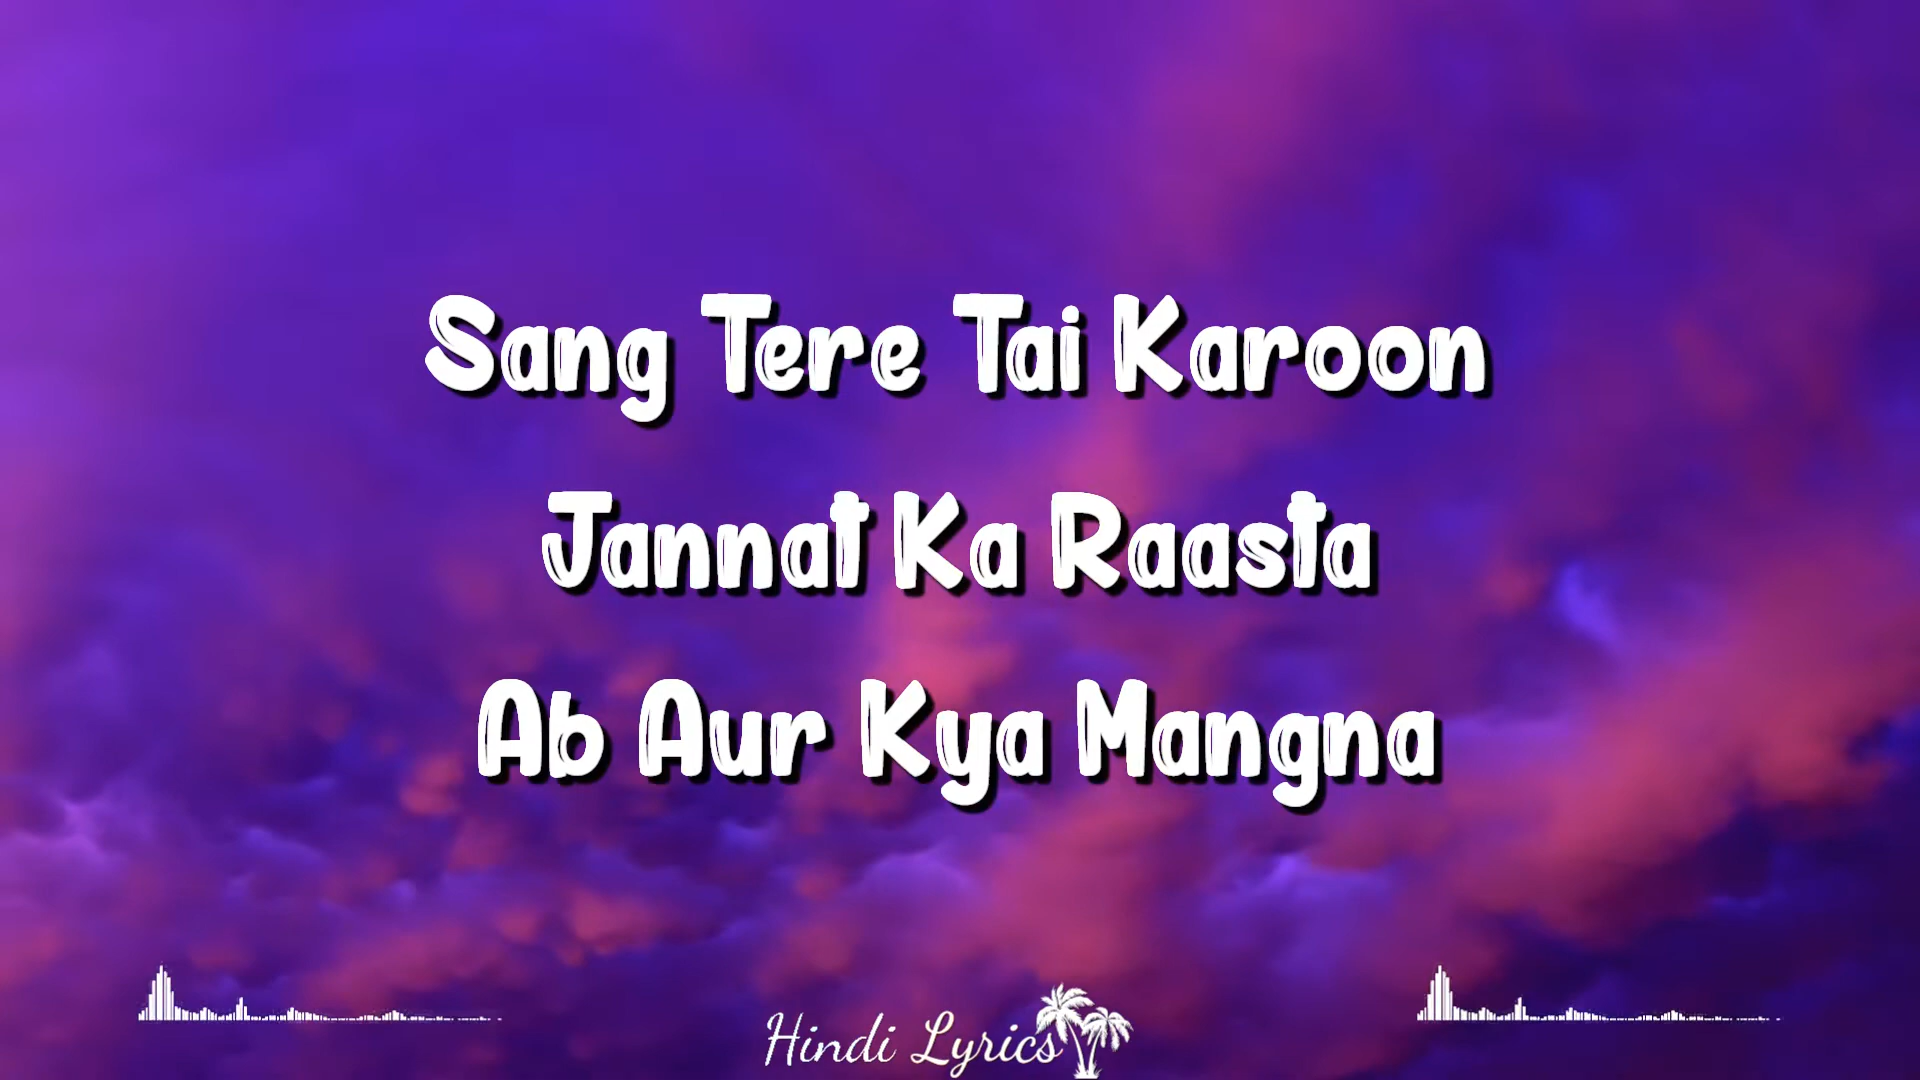 Sang Tere Tai Karoon
Jannat Ka Raasta
Ab Aur Kya Mangna
Hindi Lyrics